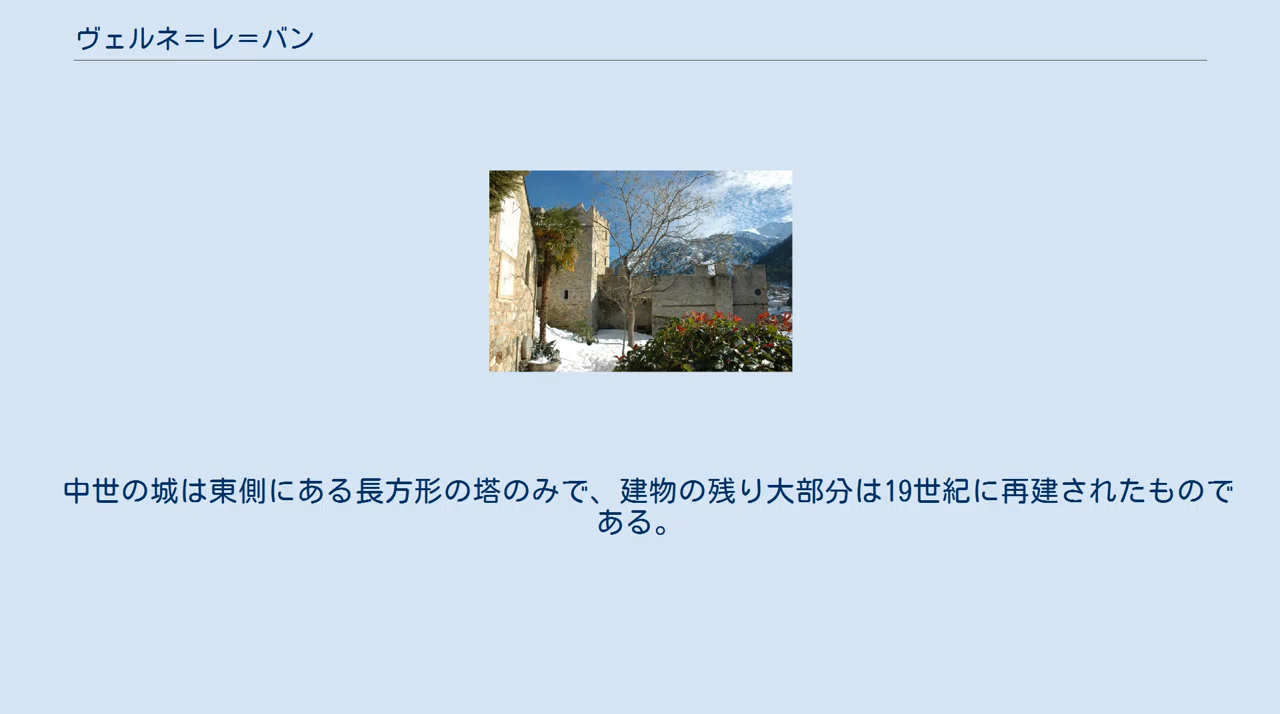 ヴェルネ＝レ＝バン
中世の城は東側にある長方形の塔のみで、建物の残り大部分は19世紀に再建されたもので
ある。